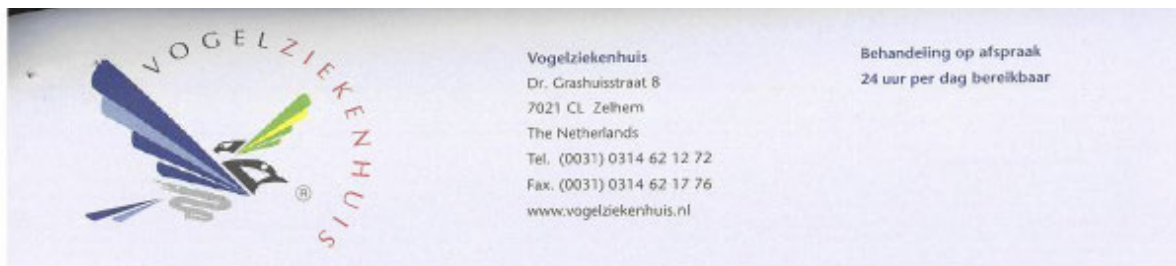 VOGELZIEKENHUIS
®
Vogelziekenhuis
Dr. Grashuisstraat 8
7021 CL Zelhem
The Netherlands
Tel. (0031) 0314 62 12 72
Fax. (0031) 0314 62 17 76
www.vogelziekenhuis.nl
Behandeling op afspraak
24 uur per dag bereikbaar